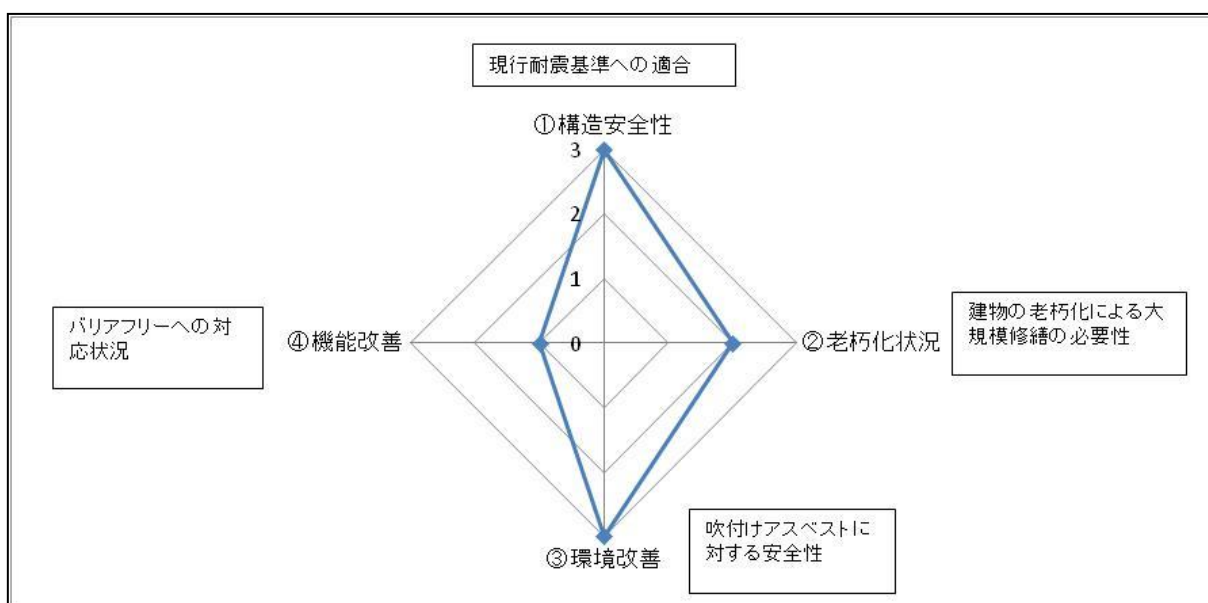 現行耐震基準への適合
①構造安全性
3
2
1
0
バリアフリーへの対
応状況
④機能改善
②老朽化状況
建物の老朽化による大
規模修繕の必要性
③環境改善
吹付けアスベストに
対する安全性